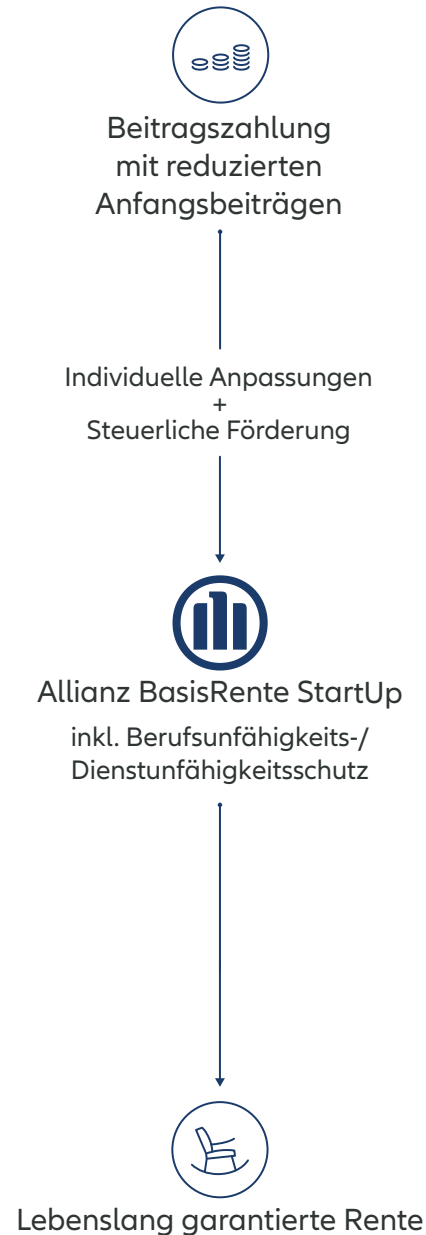 Beitragszahlung
mit reduzierten
Anfangsbeiträgen
Individuelle Anpassungen
+
Steuerliche Förderung
Allianz BasisRente StartUp
inkl. Berufsunfähigkeits-/
Dienstunfähigkeitsschutz
Lebenslang garantierte Rente